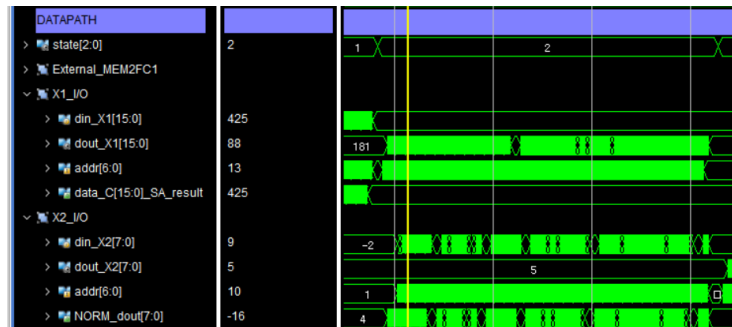 DATAPATH
state[2:0] 2 1 2
External_MEM2FC1
X1_I/O
din_X1[15:0] 425
dout_X1[15:0] 88 181
addr[6:0] 13
data_C[15:0]_SA_result 425
X2_I/O
din_X2[7:0] 9 -2
dout_X2[7:0] 5 5
addr[6:0] 10 1
NORM_dout[7:0] -16 4